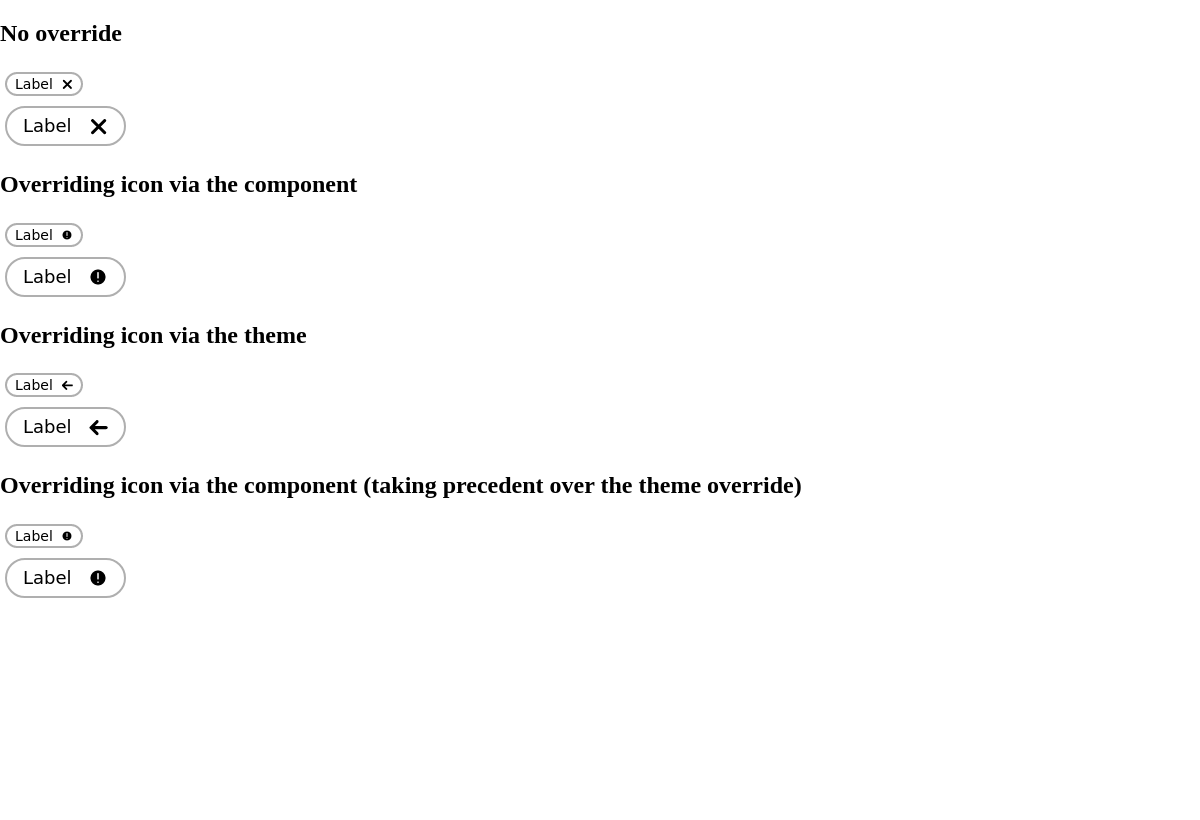 No override
Label
Label
Overriding icon via the component
Label
Label
Overriding icon via the theme
Label
Label
Overriding icon via the component (taking precedent over the theme override)
Label
Label